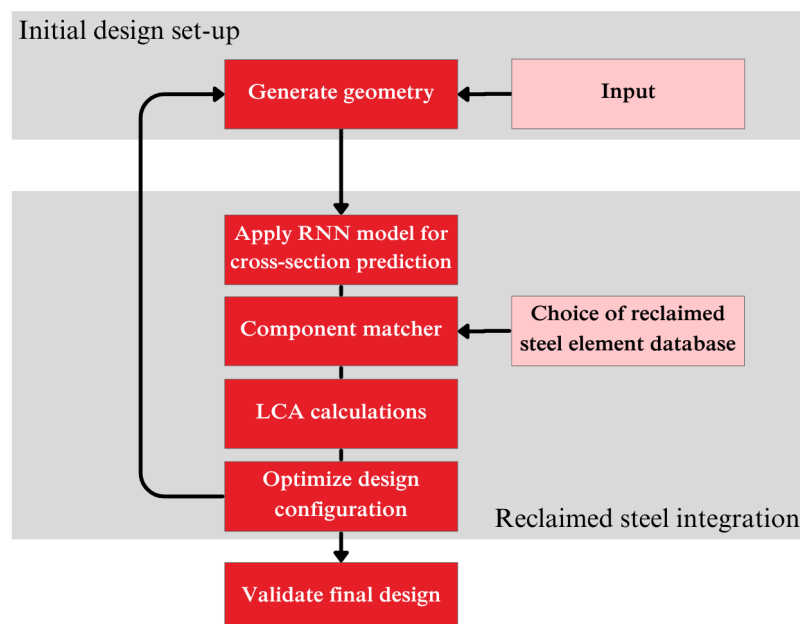 Initial design set-up
Generate geometry
Input
Apply RNN model for
cross-section prediction
Component matcher
Choice of reclaimed
steel element database
LCA calculations
Optimize design
configuration
Reclaimed steel integration
Validate final design